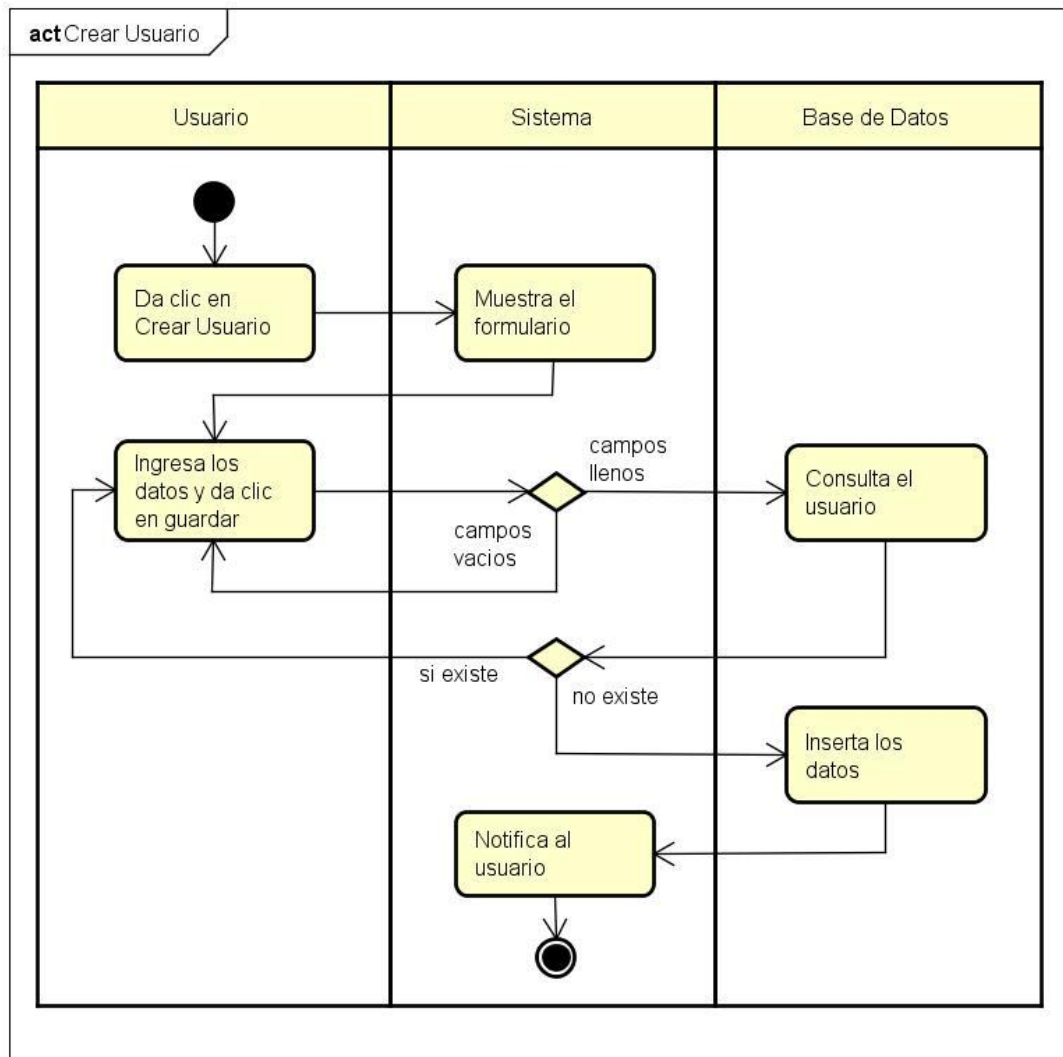 act Crear Usuario
Usuario
Sistema
Base de Datos
Da clic en
Crear Usuario
Muestra el
formulario
Ingresa los
datos y da clic
en guardar
campos
llenos
campos
vacios
Consulta el
usuario
si existe
no existe
Inserta los
datos
Notifica al
usuario